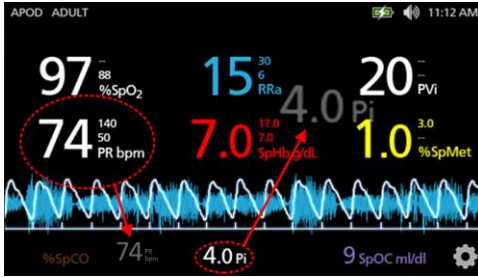 APOD ADULT 11:12 AM
97 – 88 %SpO₂ 15 30 6 RRa 20 – – PVi
4.0 Pi
74 140 50 PR bpm 7.0 17.0 7.0 SpHb g/dL 1.0 3.0 – %SpMet
%SpCO 74 PR bpm 4.0 Pi 9 SpOC ml/dl